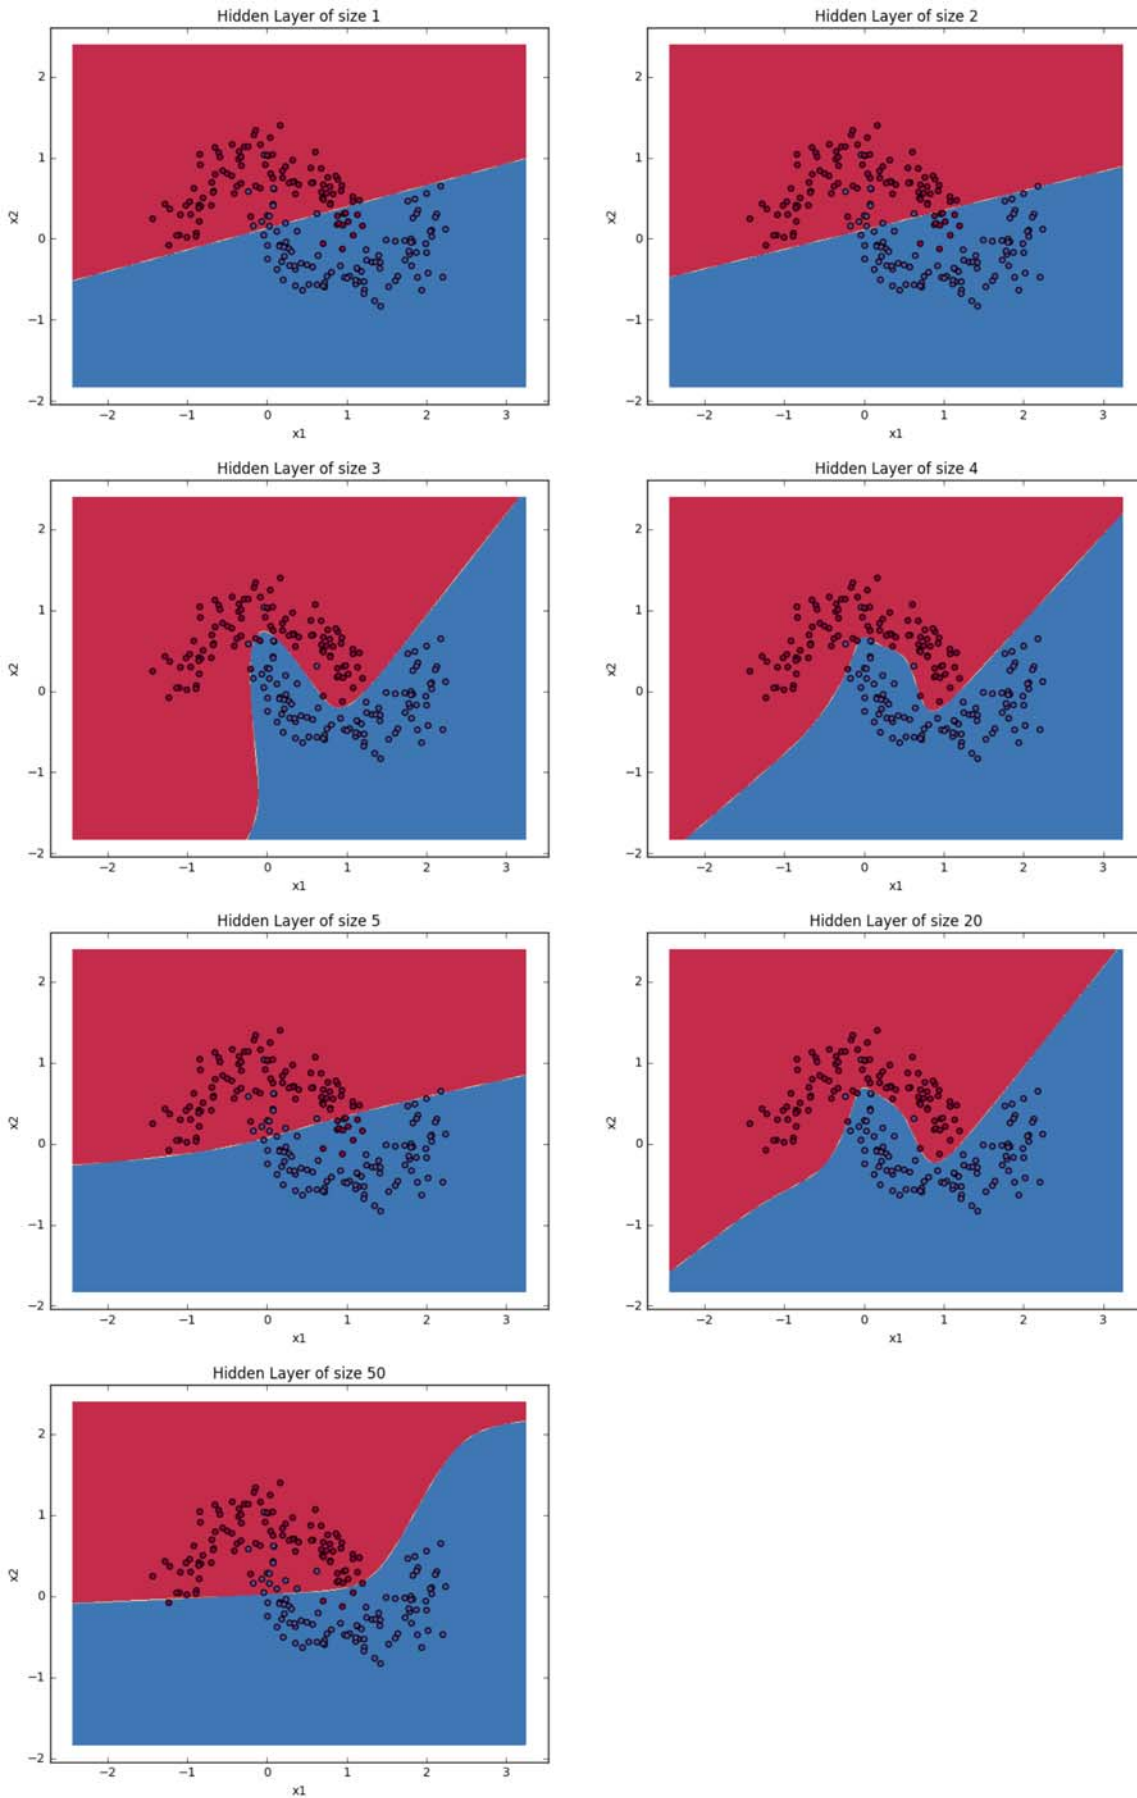 Hidden Layer of size 1
2
1
0
−1
−2
x2
−2 −1 0 1 2 3
x1
Hidden Layer of size 2
2
1
0
−1
−2
x2
−2 −1 0 1 2 3
x1
Hidden Layer of size 3
2
1
0
−1
−2
x2
−2 −1 0 1 2 3
x1
Hidden Layer of size 4
2
1
0
−1
−2
x2
−2 −1 0 1 2 3
x1
Hidden Layer of size 5
2
1
0
−1
−2
x2
−2 −1 0 1 2 3
x1
Hidden Layer of size 20
2
1
0
−1
−2
x2
−2 −1 0 1 2 3
x1
Hidden Layer of size 50
2
1
0
−1
−2
x2
−2 −1 0 1 2 3
x1